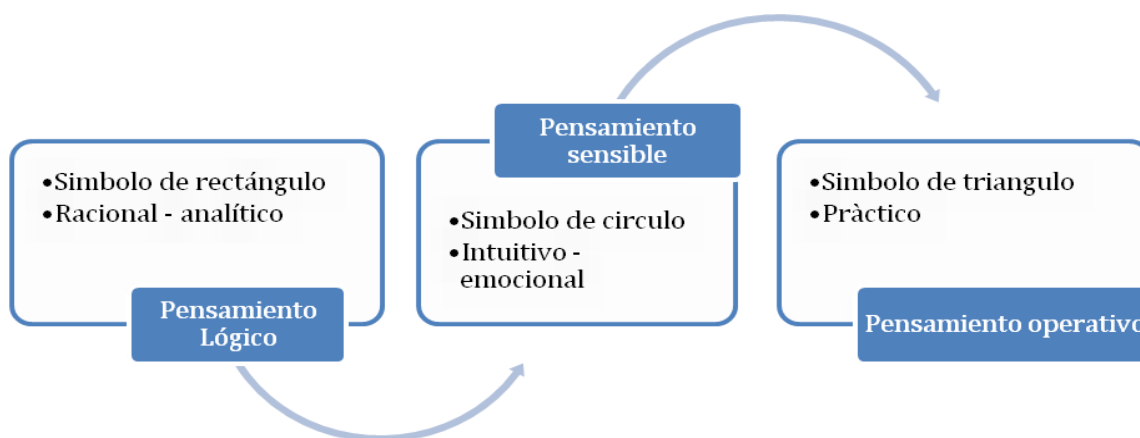 •Simbolo de rectángulo
•Racional - analítico
Pensamiento
Lógico
Pensamiento
sensible
•Simbolo de circulo
•Intuitivo -
emocional
•Simbolo de triangulo
•Pràctico
Pensamiento operativo